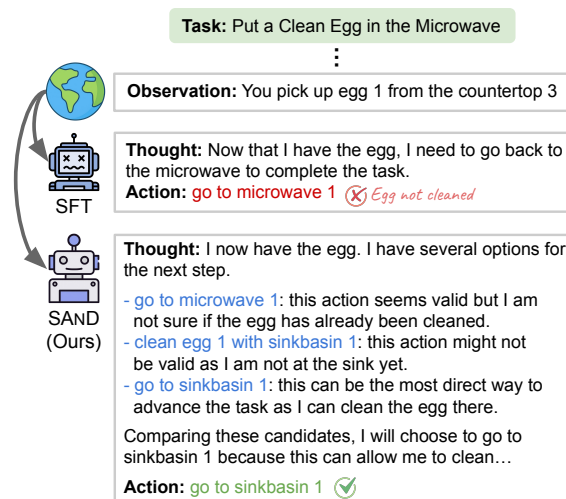 Task: Put a Clean Egg in the Microwave
Observation: You pick up egg 1 from the countertop 3
Thought: Now that I have the egg, I need to go back to
the microwave to complete the task.
Action: go to microwave 1 Egg not cleaned
SFT
Thought: I now have the egg. I have several options for
the next step.
- go to microwave 1: this action seems valid but I am
not sure if the egg has already been cleaned.
- clean egg 1 with sinkbasin 1: this action might not
be valid as I am not at the sink yet.
- go to sinkbasin 1: this can be the most direct way to
advance the task as I can clean the egg there.
SAND
(Ours)
Comparing these candidates, I will choose to go to
sinkbasin 1 because this can allow me to clean…
Action: go to sinkbasin 1